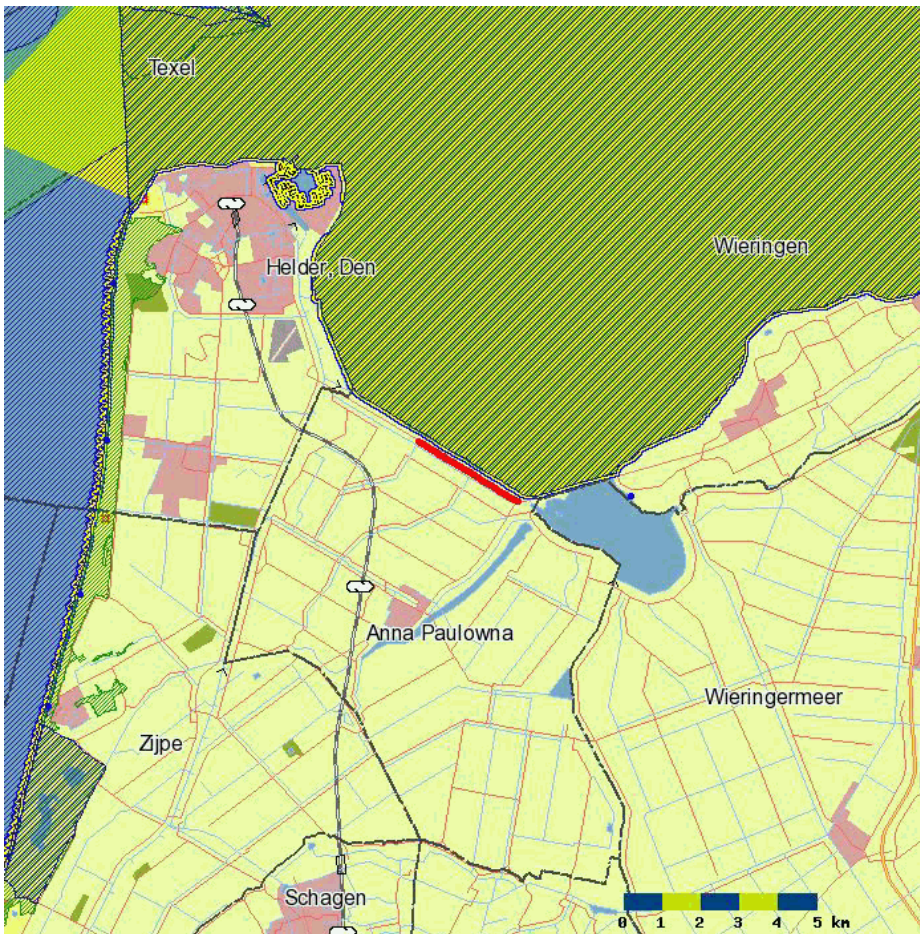 Texel
Wieringen
Helder, Den
Anna Paulowna
Wieringermeer
Zijpe
Schagen
0 1 2 3 4 5 km